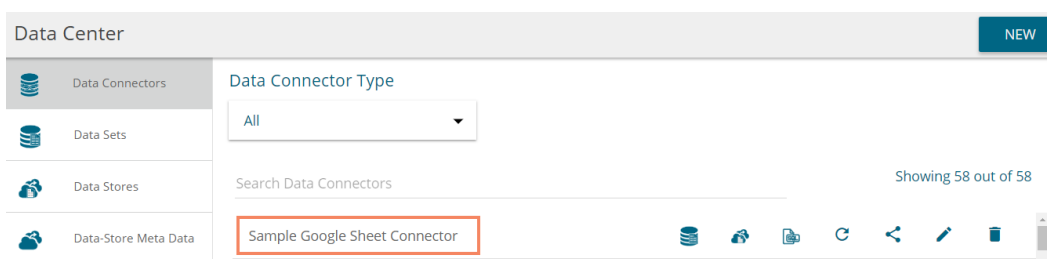 Data Center
NEW
Data Connectors
Data Sets
Data Stores
Data-Store Meta Data
Data Connector Type
All
Search Data Connectors
Showing 58 out of 58
Sample Google Sheet Connector